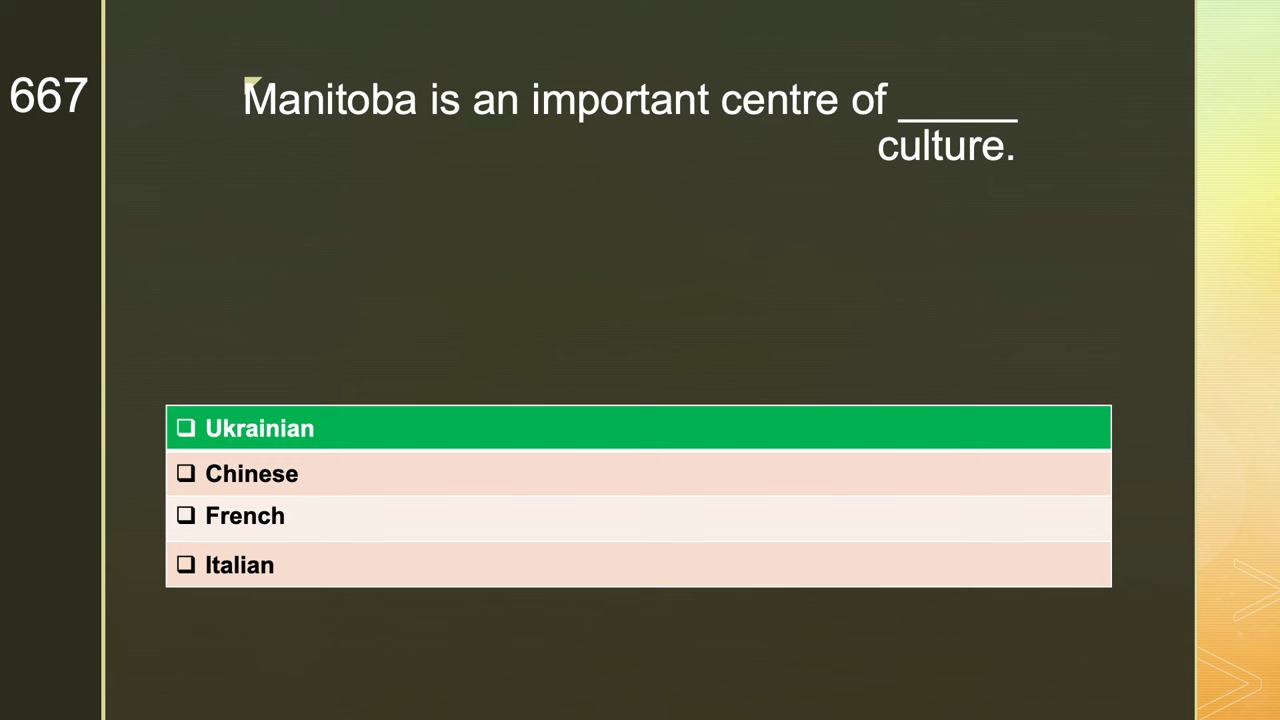 667
Manitoba is an important centre of ______
culture.
❑ Ukrainian
❑ Chinese
❑ French
❑ Italian